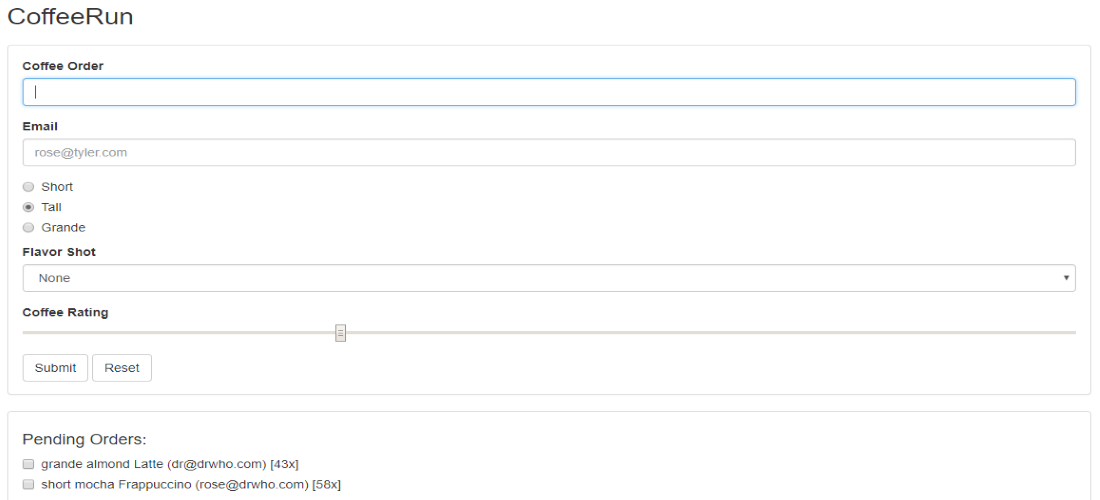 CoffeeRun
Coffee Order
Email
rose@tyler.com
Short
Tall
Grande
Flavor Shot
None
Coffee Rating
Submit Reset
Pending Orders:
grande almond Latte (dr@drwho.com) [43x]
short mocha Frappuccino (rose@drwho.com) [58x]